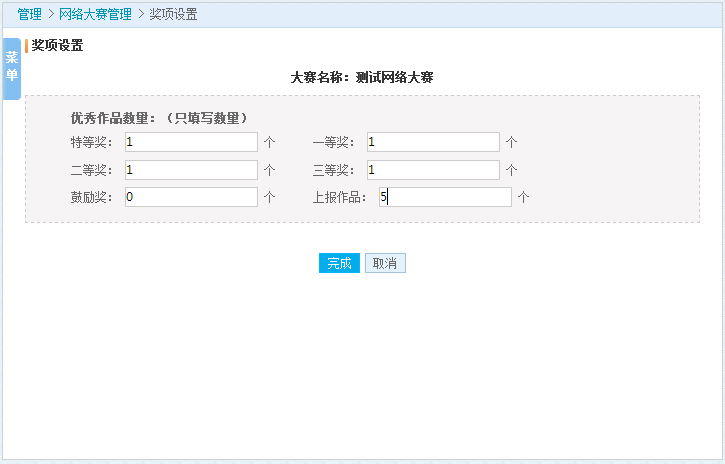 管理 > 网络大赛管理 > 奖项设置
菜单
奖项设置
大赛名称：测试网络大赛
优秀作品数量：（只填写数量）
特等奖： 1 个 一等奖： 1 个
二等奖： 1 个 三等奖： 1 个
鼓励奖： 0 个 上报作品： 5 个
完成 取消